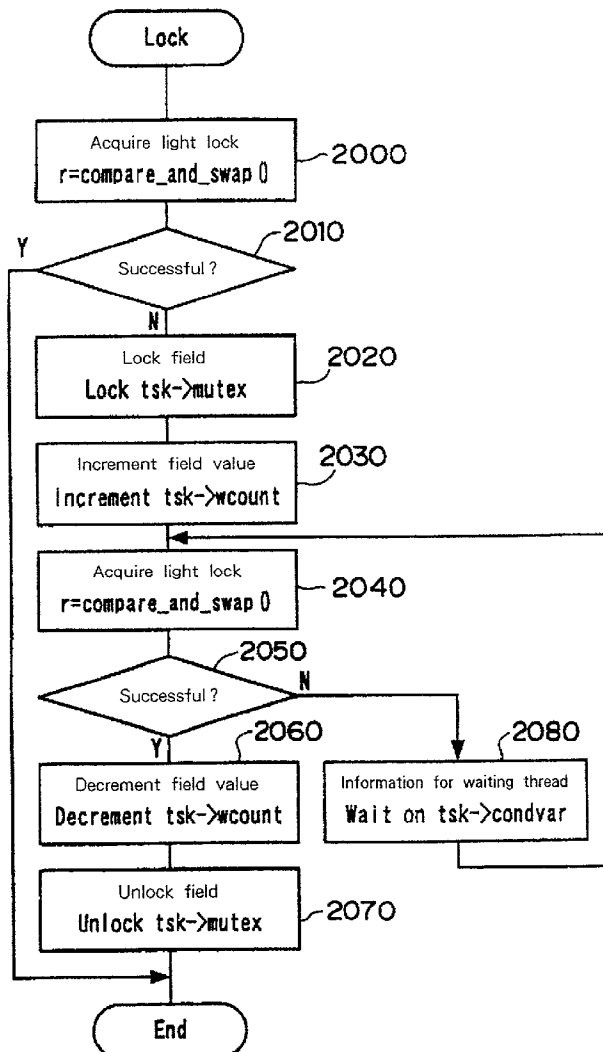 Lock
Acquire light lock
r=compare_and_swap()
2000
2010
Y
Successful?
N
Lock field
Lock tsk->mutex
2020
Increment field value
increment tsk->wcount
2030
Acquire light lock
r=compare_and_swap()
2040
2050
Successful?
N
Y
2060
2080
Decrement field value
Decrement tsk->wcount
Information for waiting thread
Wait on tsk->condvar
Unlock field
Unlock tsk->mutex
2070
End